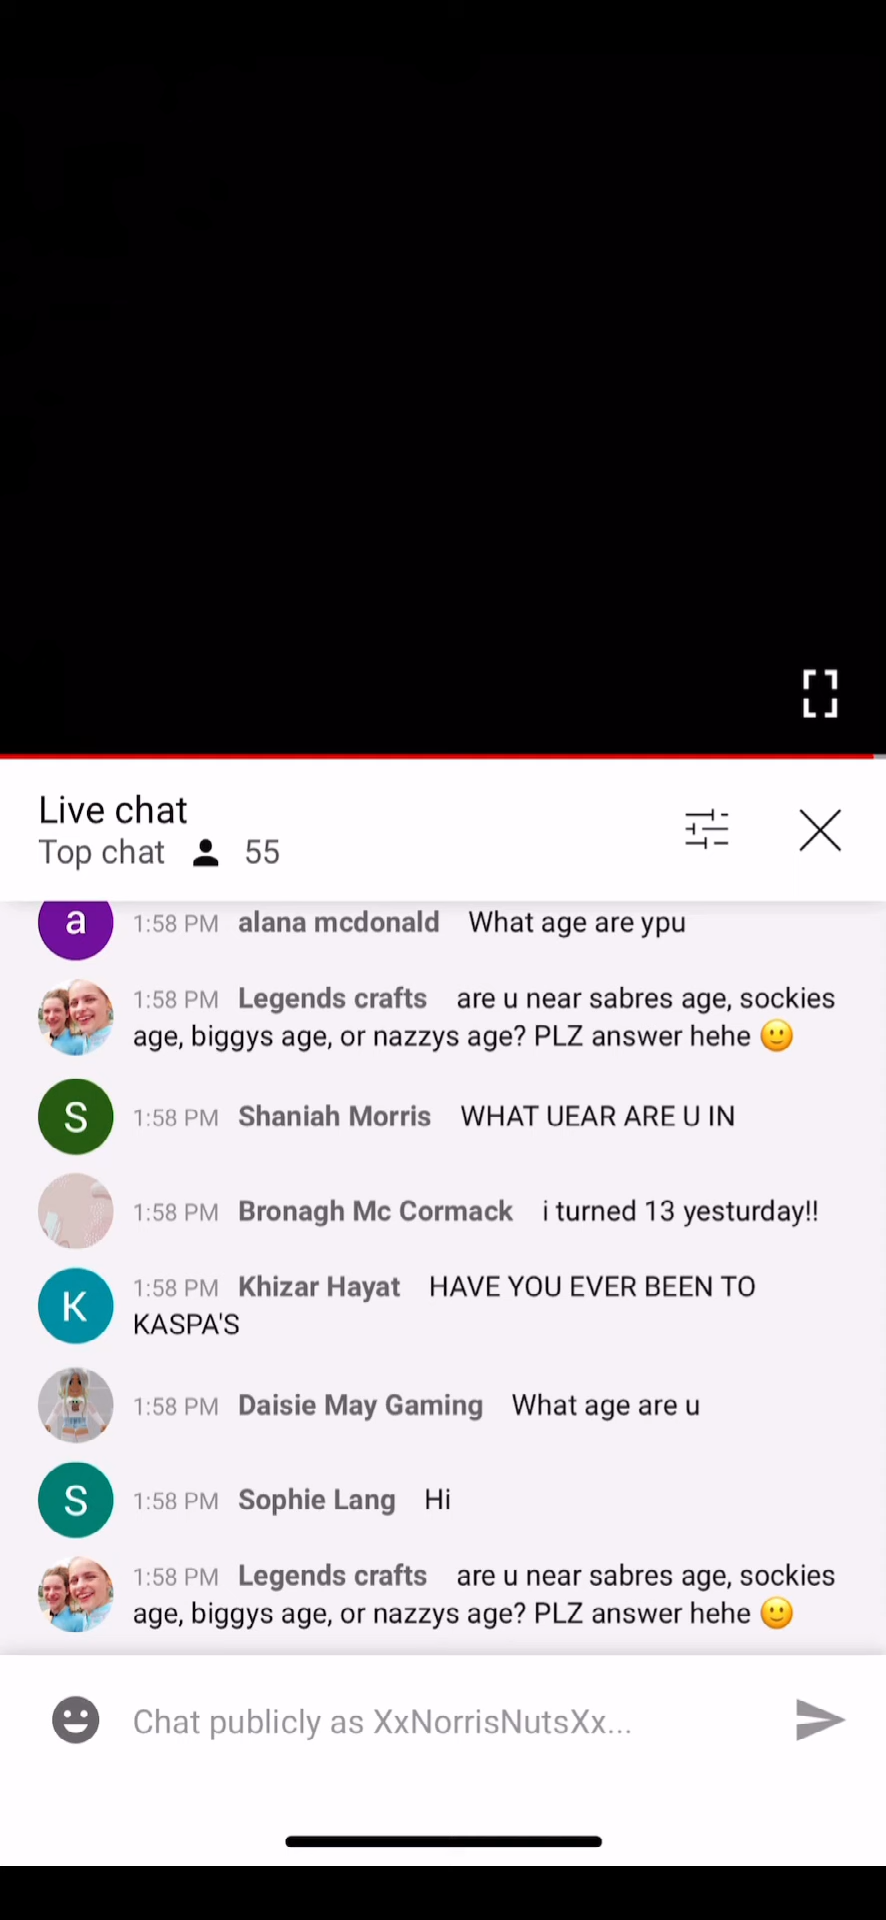 Live chat
Top chat 55
a 1:58 PM alana mcdonald What age are ypu
1:58 PM Legends crafts are u near sabres age, sockies
age, biggys age, or nazzys age? PLZ answer hehe 🙂
S 1:58 PM Shaniah Morris WHAT UEAR ARE U IN
1:58 PM Bronagh Mc Cormack i turned 13 yesturday!!
K 1:58 PM Khizar Hayat HAVE YOU EVER BEEN TO
KASPA'S
1:58 PM Daisie May Gaming What age are u
S 1:58 PM Sophie Lang Hi
1:58 PM Legends crafts are u near sabres age, sockies
age, biggys age, or nazzys age? PLZ answer hehe 🙂
Chat publicly as XxNorrisNutsXx...